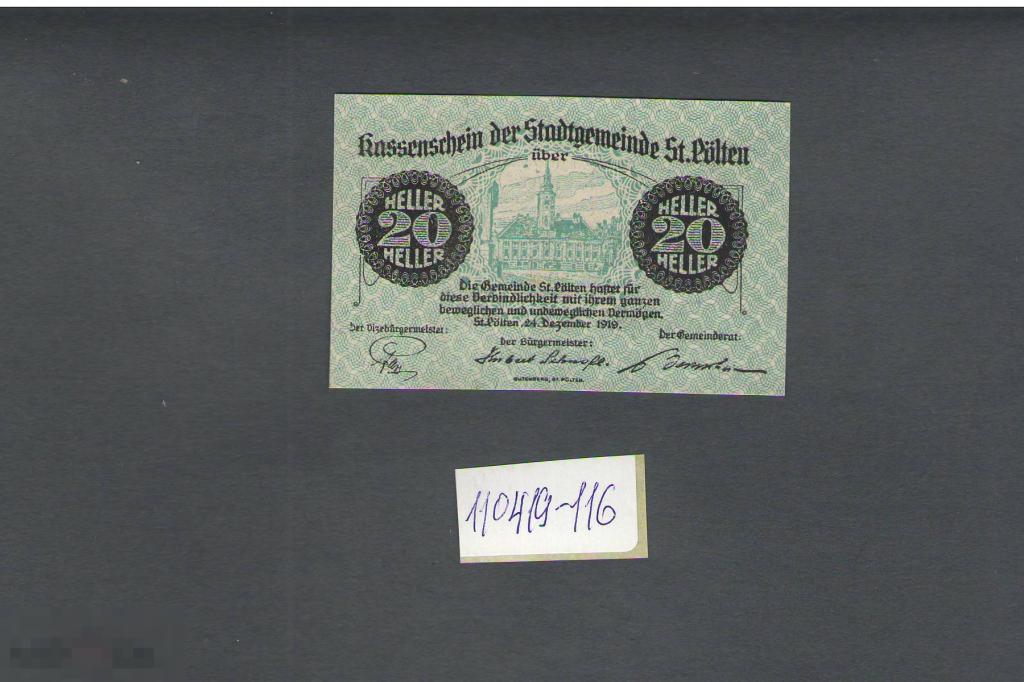 Kassenschein der Stadtgemeinde St. Pölten
über
HELLER
20
HELLER
HELLER
20
HELLER
Die Gemeinde St. Pölten haftet für
diese Verbindlichkeit mit ihrem ganzen
beweglichen und unbeweglichen Vermögen.
St. Pölten, 24. Dezember 1919.
Der Vizebürgermeister:
Der Bürgermeister:
Der Gemeinderat:
GUTENBERG, ST. PÖLTEN.
110419-116